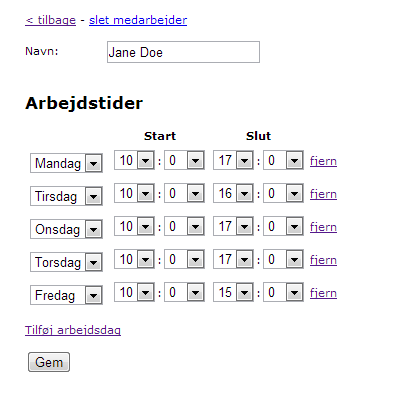 < tilbage - slet medarbejder
Navn: Jane Doe
Arbejdstider
Start Slut
Mandag 10 : 0 17 : 0 fjern
Tirsdag 10 : 0 16 : 0 fjern
Onsdag 10 : 0 17 : 0 fjern
Torsdag 10 : 0 17 : 0 fjern
Fredag 10 : 0 15 : 0 fjern
Tilføj arbejdsdag
Gem